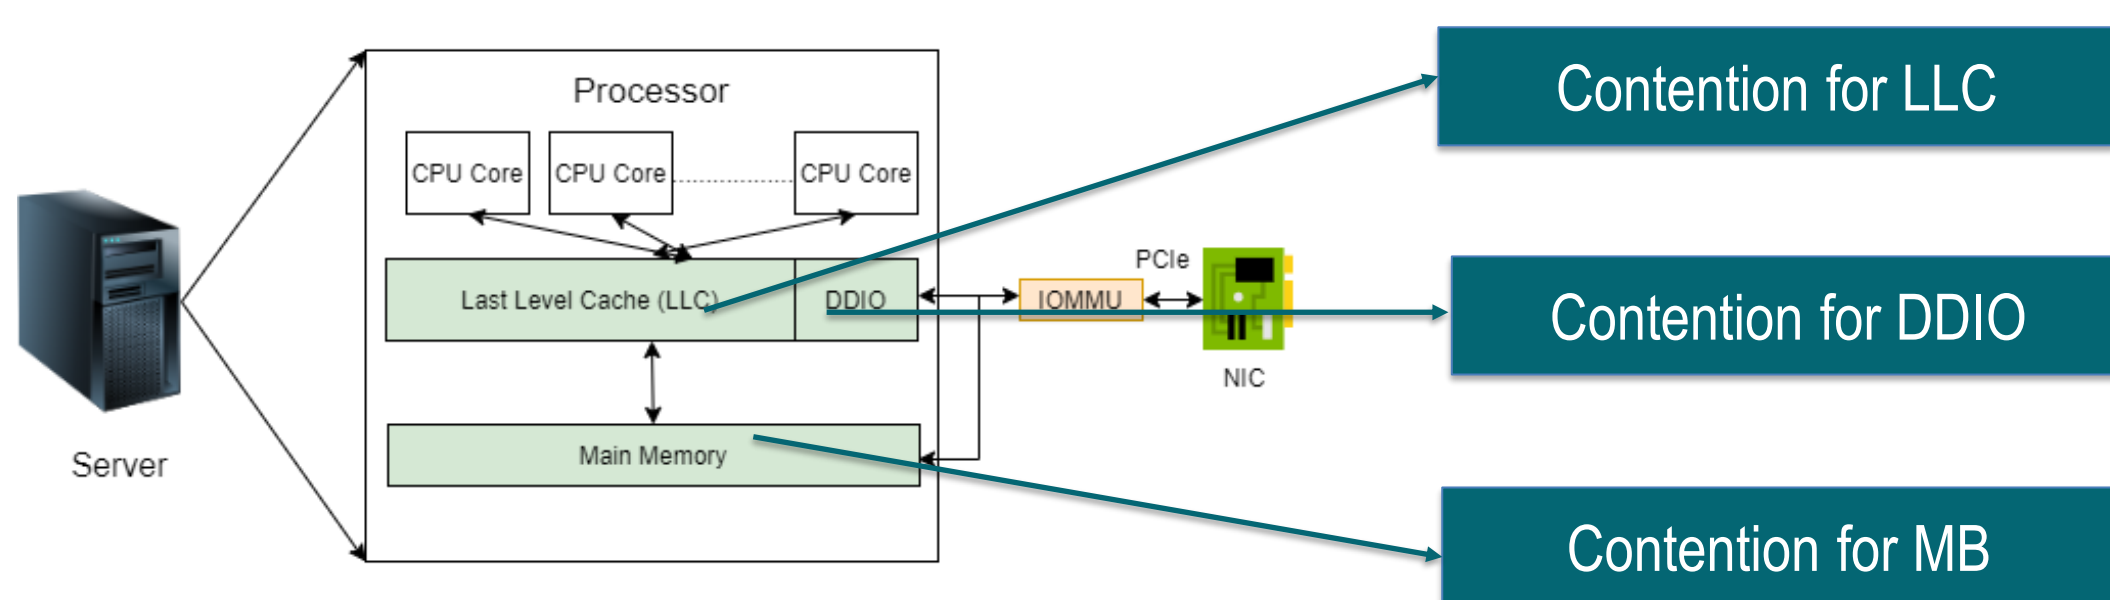 Contention for LLC
Processor
CPU Core
CPU Core
CPU Core
PCIe
Last Level Cache (LLC)
DDIO
IOMMU
Contention for DDIO
NIC
Server
Main Memory
Contention for MB